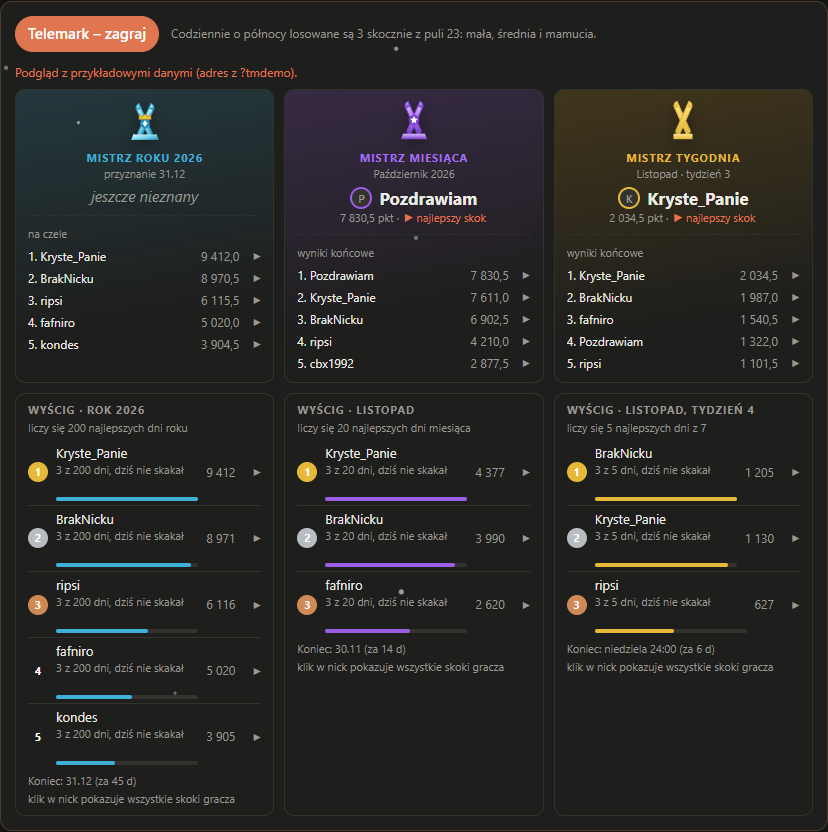 Telemark – zagraj
Codziennie o północy losowane są 3 skocznie z puli 23: mała, średnia i mamucia.
Podgląd z przykładowymi danymi (adres z ?tmdemo).
MISTRZ ROKU 2026
przyznanie 31.12
jeszcze nieznany
na czele
1. Kryste_Panie 9 412,0 ▶
2. BrakNicku 8 970,5 ▶
3. ripsi 6 115,5 ▶
4. fafniro 5 020,0 ▶
5. kondes 3 904,5 ▶
MISTRZ MIESIĄCA
Październik 2026
P Pozdrawiam
7 830,5 pkt · ▶ najlepszy skok
wyniki końcowe
1. Pozdrawiam 7 830,5 ▶
2. Kryste_Panie 7 611,0 ▶
3. BrakNicku 6 902,5 ▶
4. ripsi 4 210,0 ▶
5. cbx1992 2 877,5 ▶
MISTRZ TYGODNIA
Listopad · tydzień 3
K Kryste_Panie
2 034,5 pkt · ▶ najlepszy skok
wyniki końcowe
1. Kryste_Panie 2 034,5 ▶
2. BrakNicku 1 987,0 ▶
3. fafniro 1 540,5 ▶
4. Pozdrawiam 1 322,0 ▶
5. ripsi 1 101,5 ▶
WYŚCIG · ROK 2026
liczy się 200 najlepszych dni roku
Kryste_Panie
1 3 z 200 dni, dziś nie skakał 9 412 ▶
BrakNicku
2 3 z 200 dni, dziś nie skakał 8 971 ▶
ripsi
3 3 z 200 dni, dziś nie skakał 6 116 ▶
fafniro
4 3 z 200 dni, dziś nie skakał 5 020 ▶
kondes
5 3 z 200 dni, dziś nie skakał 3 905 ▶
Koniec: 31.12 (za 45 d)
klik w nick pokazuje wszystkie skoki gracza
WYŚCIG · LISTOPAD
liczy się 20 najlepszych dni miesiąca
Kryste_Panie
1 3 z 20 dni, dziś nie skakał 4 377 ▶
BrakNicku
2 3 z 20 dni, dziś nie skakał 3 990 ▶
fafniro
3 3 z 20 dni, dziś nie skakał 2 620 ▶
Koniec: 30.11 (za 14 d)
klik w nick pokazuje wszystkie skoki gracza
WYŚCIG · LISTOPAD, TYDZIEŃ 4
liczy się 5 najlepszych dni z 7
BrakNicku
1 3 z 5 dni, dziś nie skakał 1 205 ▶
Kryste_Panie
2 3 z 5 dni, dziś nie skakał 1 130 ▶
ripsi
3 3 z 5 dni, dziś nie skakał 627 ▶
Koniec: niedziela 24:00 (za 6 d)
klik w nick pokazuje wszystkie skoki gracza